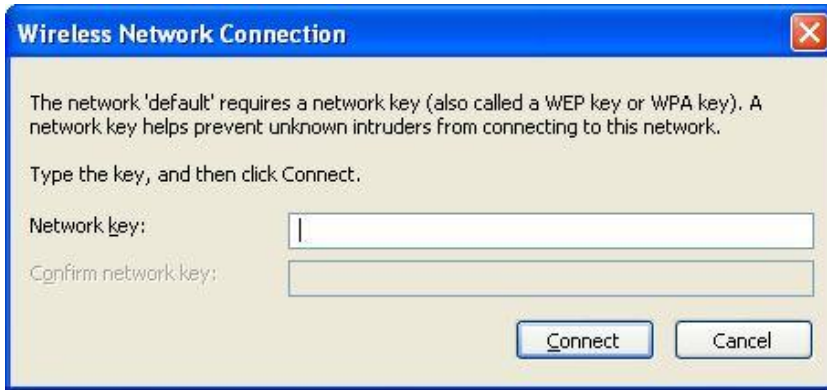 Wireless Network Connection
The network 'default' requires a network key (also called a WEP key or WPA key). A
network key helps prevent unknown intruders from connecting to this network.
Type the key, and then click Connect.
Network key:
Confirm network key:
Connect Cancel